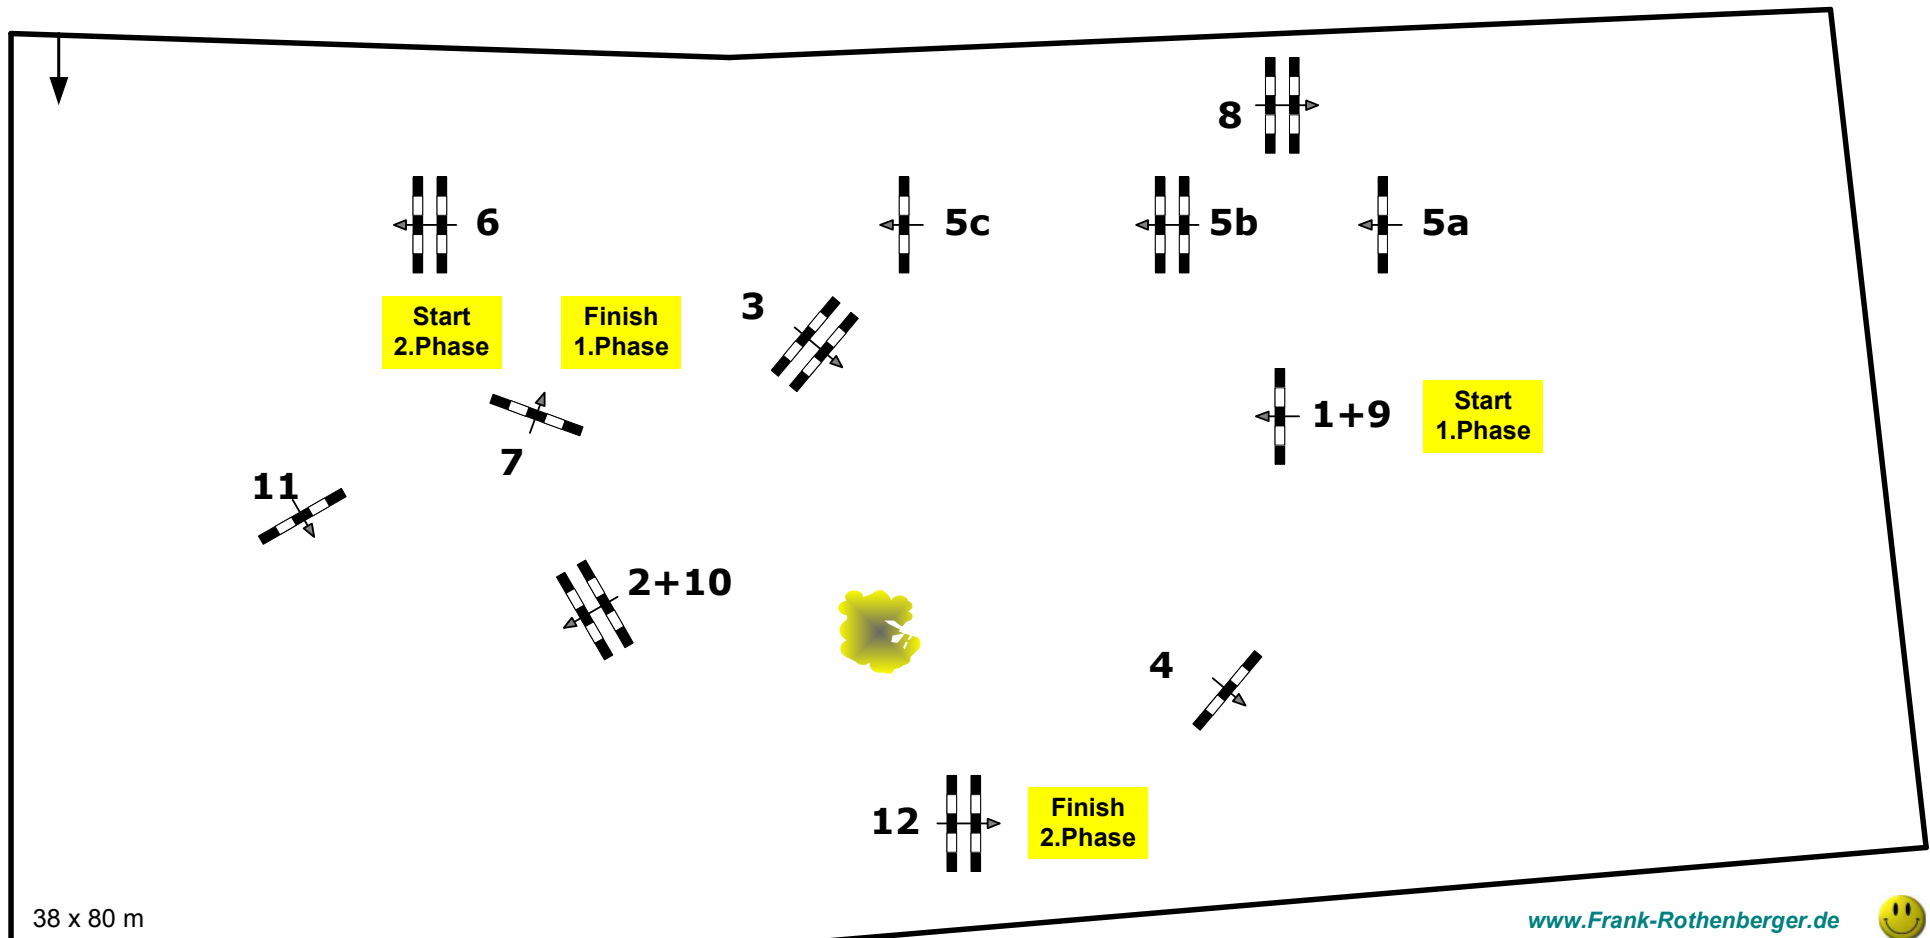 8
6
5c
5b
5a
3
Start
2.Phase
Finish
1.Phase
1+9
Start
1.Phase
7
11
2+10
4
12
Finish
2.Phase
38 x 80 m
www.Frank-Rothenberger.de